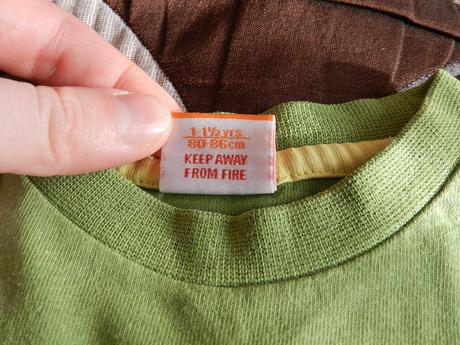 1-1½ yrs
80-86cm
KEEP AWAY
FROM FIRE